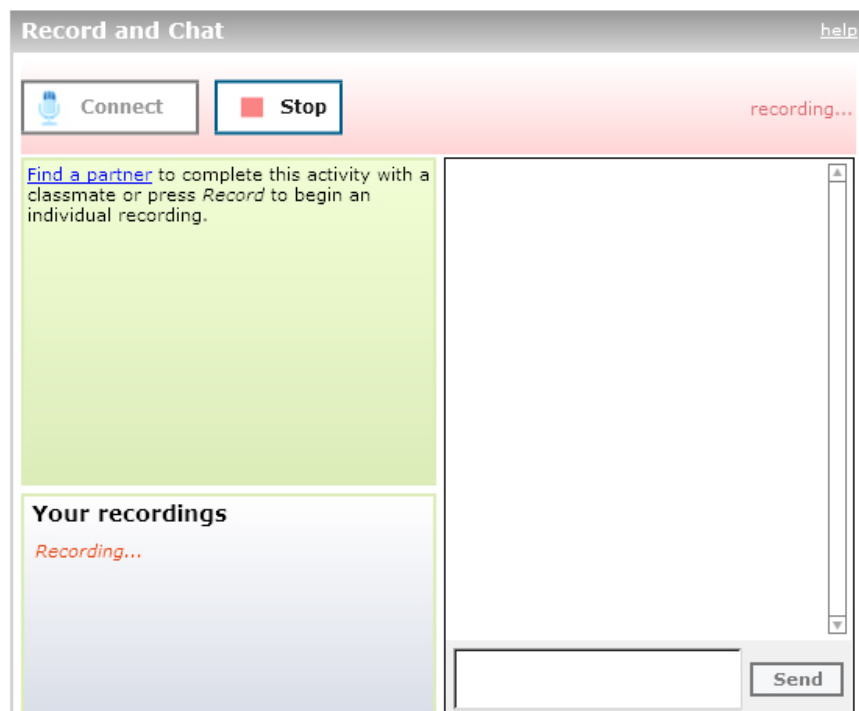 Record and Chat
help
Connect
Stop
recording...
Find a partner to complete this activity with a
classmate or press Record to begin an
individual recording.
Your recordings
Recording...
Send